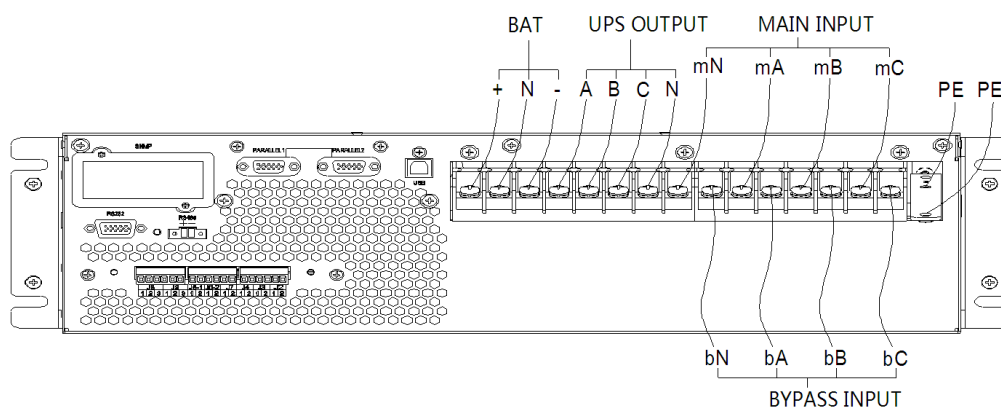 BAT UPS OUTPUT MAIN INPUT
mN mA mB mC
+ N - A B C N PE PE
SNMP PARALLEL1 PARALLEL2
USB
RS232 RS485
bN bA bB bC
BYPASS INPUT